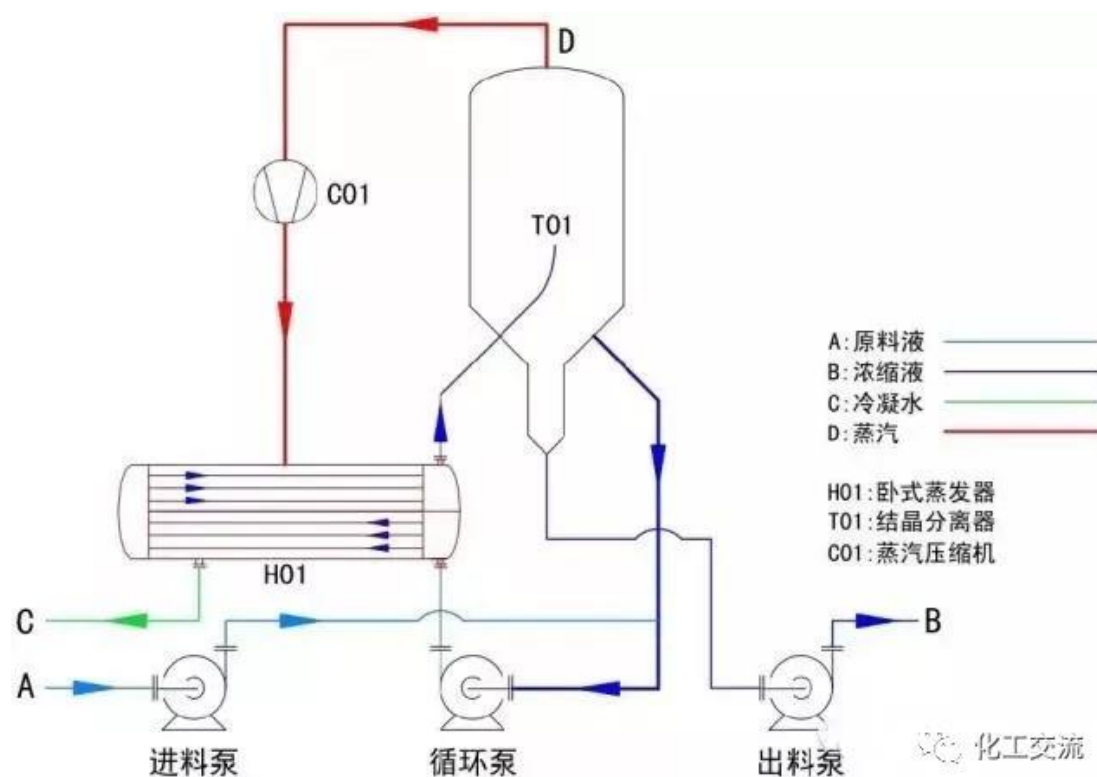 D
C01
T01
A:原料液
B:浓缩液
C:冷凝水
D:蒸汽
H01:卧式蒸发器
T01:结晶分离器
C01:蒸汽压缩机
H01
C
B
A
进料泵
循环泵
出料泵
化工交流